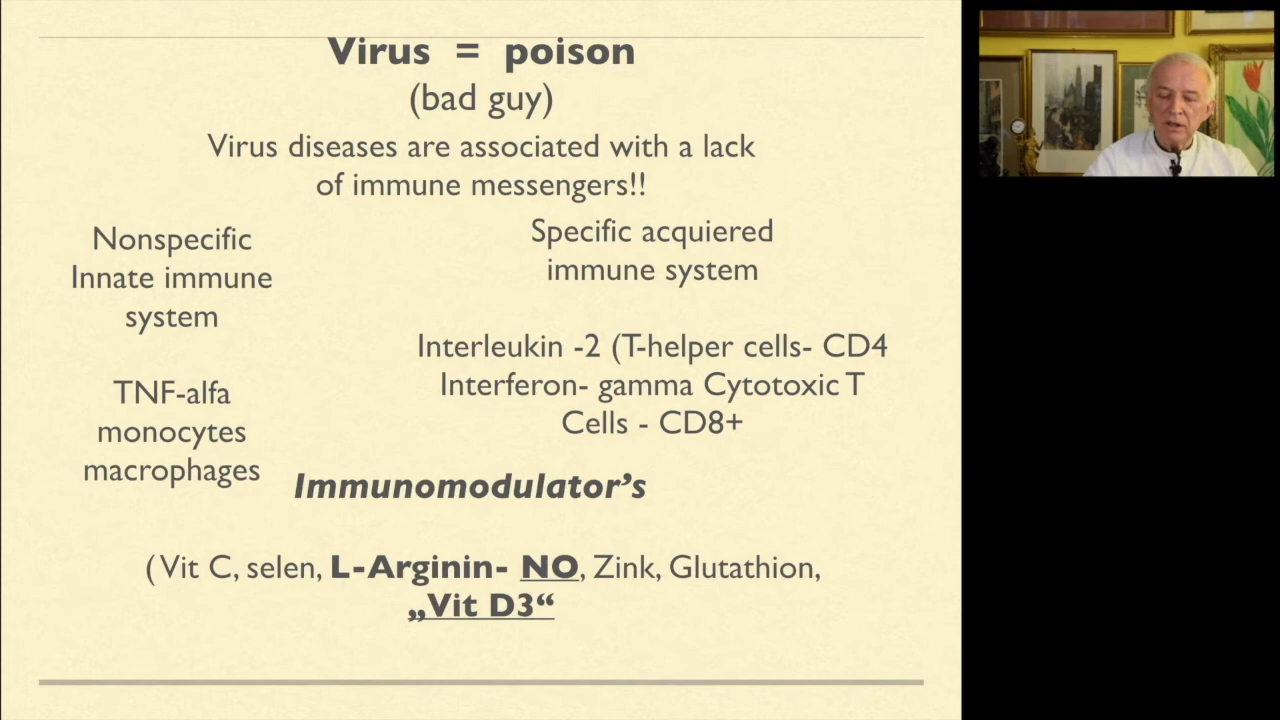 Virus = poison
(bad guy)
Virus diseases are associated with a lack
of immune messengers!!
Nonspecific
Innate immune
system
TNF-alfa
monocytes
macrophages
Specific acquiered
immune system
Interleukin -2 (T-helper cells- CD4
Interferon- gamma Cytotoxic T
Cells - CD8+
Immunomodulator’s
( Vit C, selen, L-Arginin- NO, Zink, Glutathion,
„Vit D3“